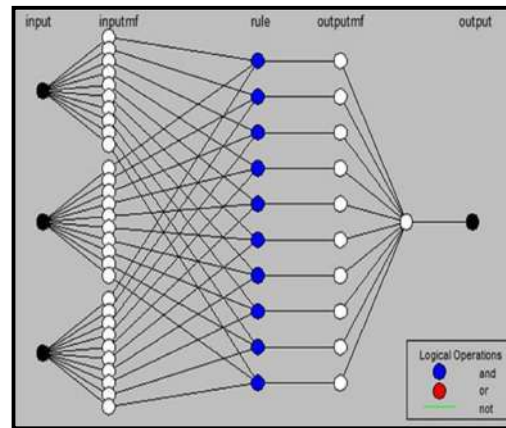 input inputmf rule outputmf output
Logical Operations
and
or
not